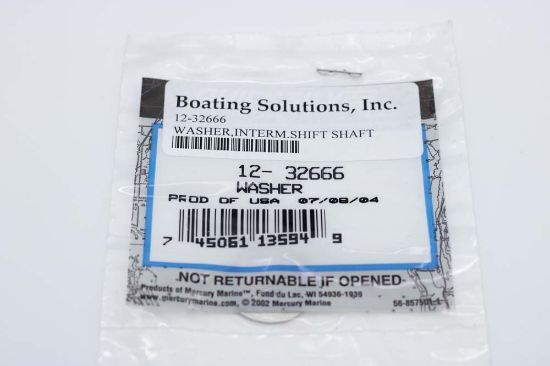 Boating Solutions, Inc.
12-32666
WASHER,INTERM.SHIFT SHAFT
12- 32666
WASHER
PROD OF USA 07/08/04
7 45061 13594 9
NOT RETURNABLE IF OPENED
Products of Mercury Marine™, Fond du Lac, WI 54936-1939
www.mercurymarine.com, © 2002 Mercury Marine